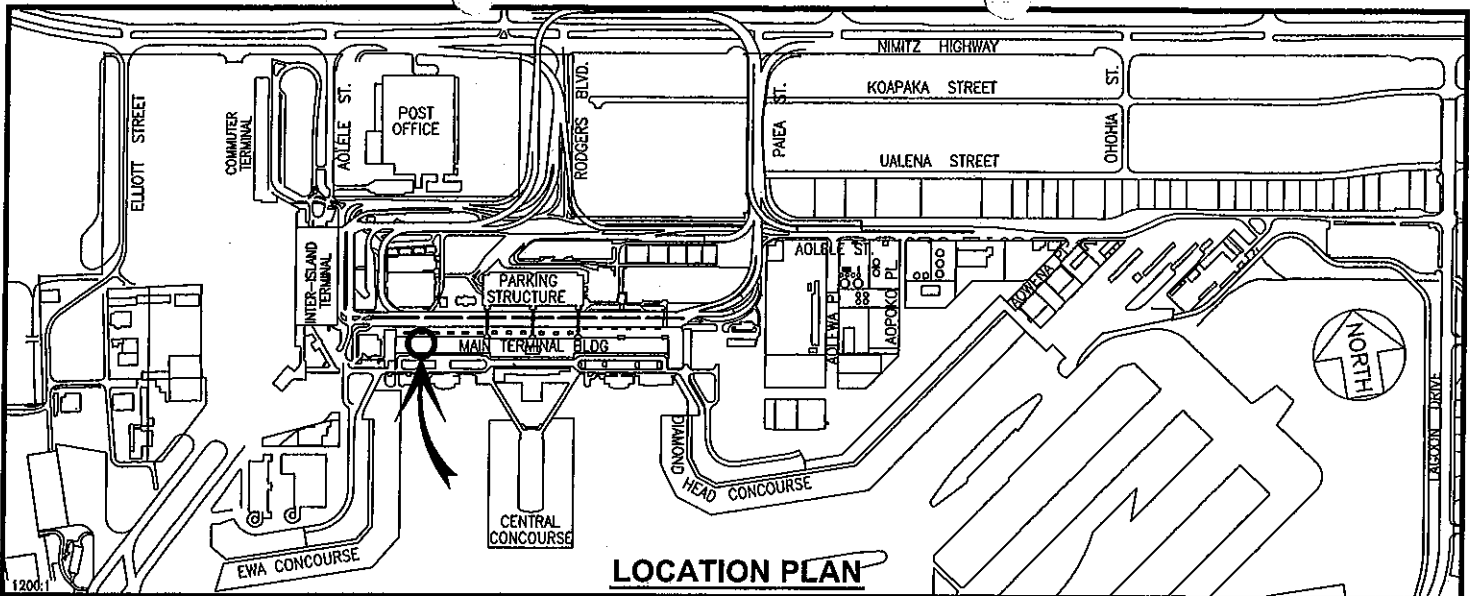 NIMITZ HIGHWAY
KOAPAKA STREET
UALENA STREET
ELLIOTT STREET
COMMUTER
TERMINAL
AOLELE ST.
POST
OFFICE
RODGERS BLVD.
PAIEA ST.
OHOHIA ST.
INTER-ISLAND
TERMINAL
PARKING
STRUCTURE
MAIN TERMINAL BLDG
AOLELE ST.
AOLEWA PL
AOPOKO PL.
AOWENA PL
NORTH
LAGOON DRIVE
DIAMOND
HEAD CONCOURSE
CENTRAL
CONCOURSE
EWA CONCOURSE
LOCATION PLAN
1200:1